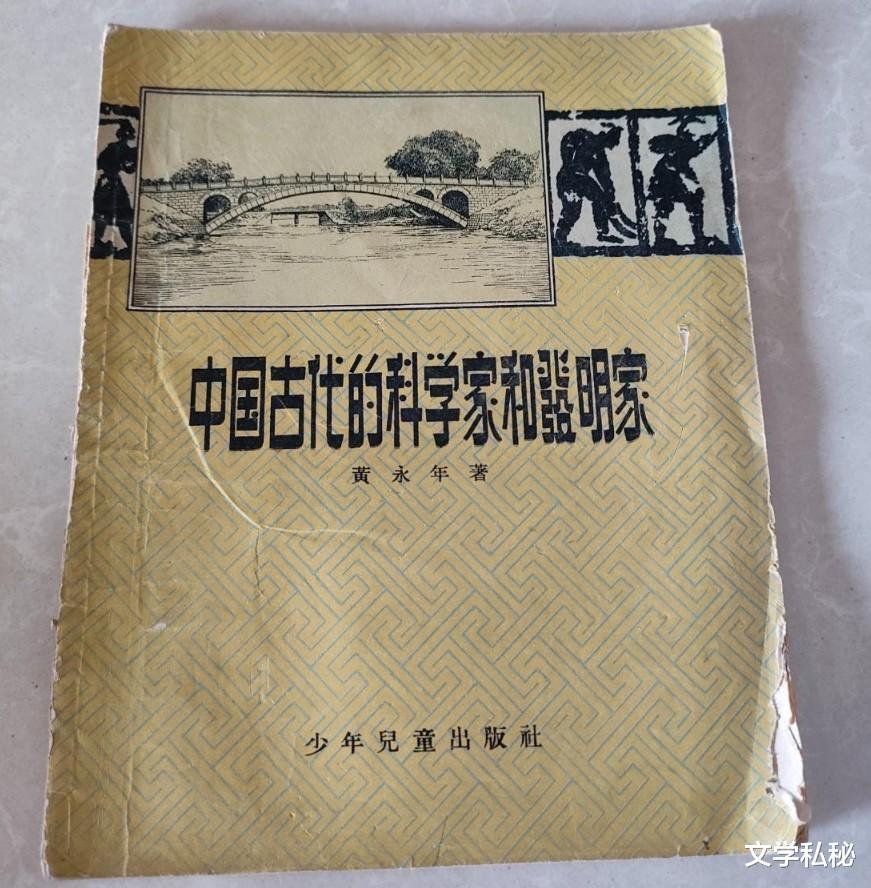 中国古代的科学家和發明家
黃永年著
少年兒童出版社
文学私秘